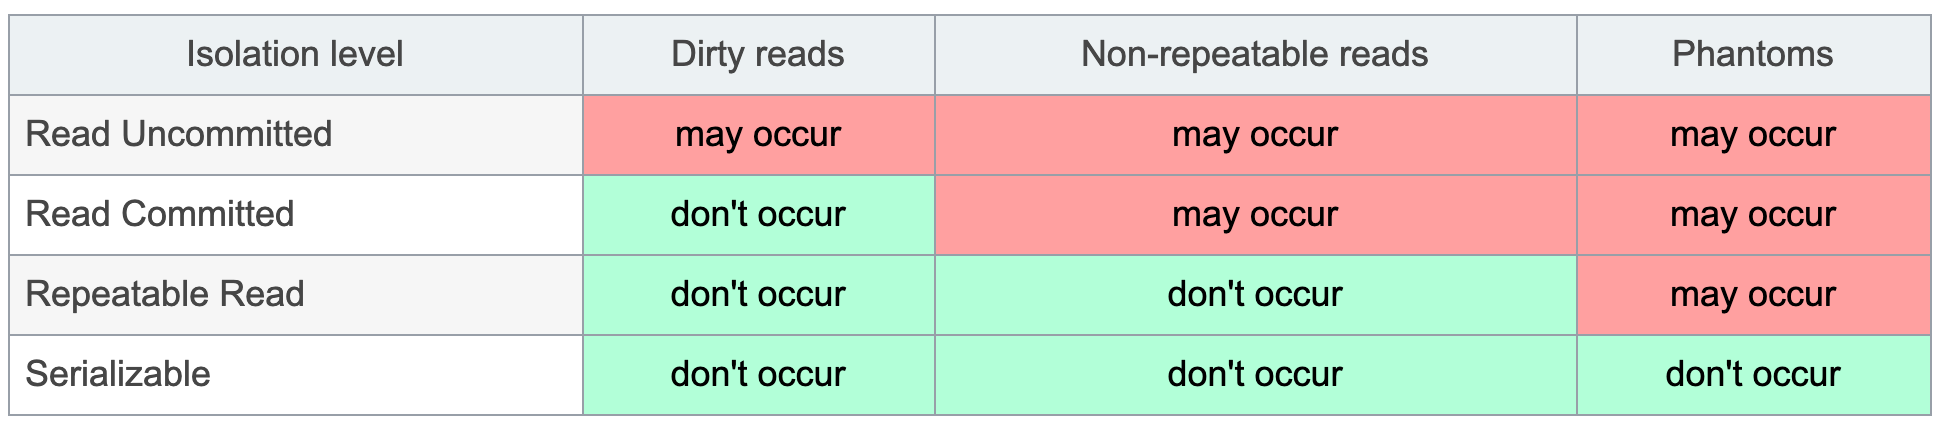 Isolation level Dirty reads Non-repeatable reads Phantoms
Read Uncommitted may occur may occur may occur
Read Committed don't occur may occur may occur
Repeatable Read don't occur don't occur may occur
Serializable don't occur don't occur don't occur